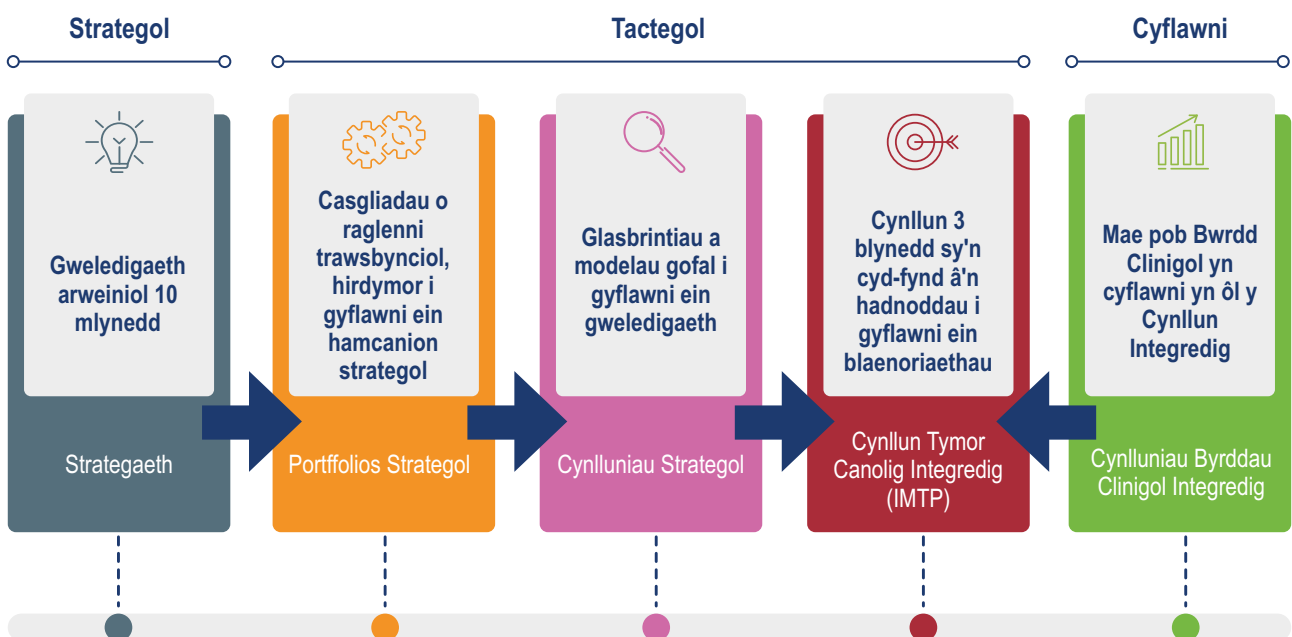 Strategol
Tactegol
Cyflawni
Gweledigaeth
arweiniol 10
mlynedd
Strategaeth
Casgliadau o
raglenni
trawsbynciol,
hirdymor i
gyflawni ein
hamcanion
strategol
Portffolios Strategol
Glasbrintiau a
modelau gofal i
gyflawni ein
gweledigaeth
Cynlluniau Strategol
Cynllun 3
blynedd sy'n
cyd-fynd â'n
hadnoddau i
gyflawni ein
blaenoriaethau
Cynllun Tymor
Canolig Integredig
(IMTP)
Mae pob Bwrdd
Clinigol yn
cyflawni yn ôl y
Cynllun
Integredig
Cynlluniau Byrddau
Clinigol Integredig